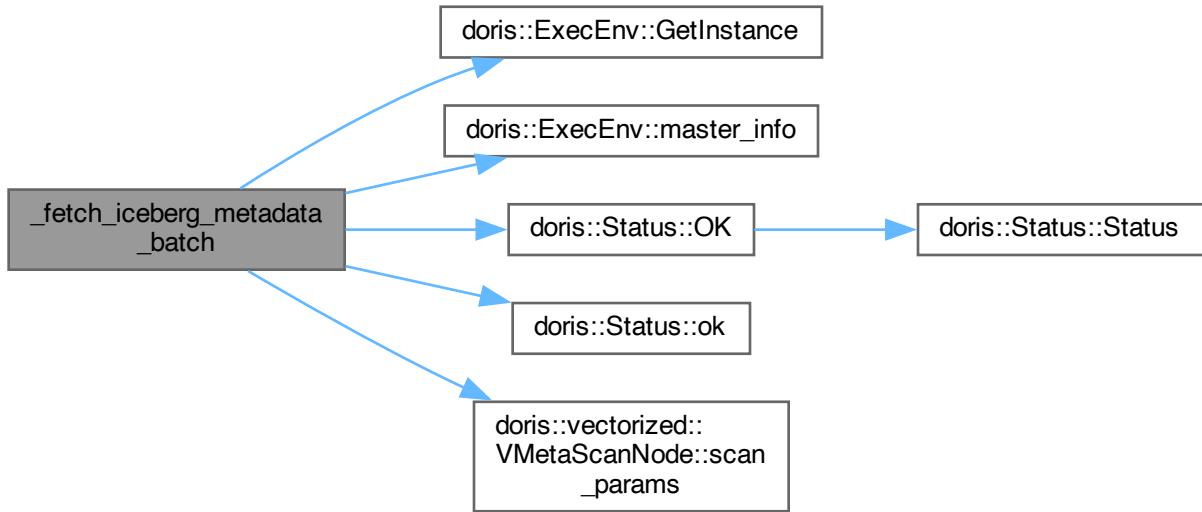 doris::ExecEnv::GetInstance
doris::ExecEnv::master_info
_fetch_iceberg_metadata
_batch
doris::Status::OK
doris::Status::Status
doris::Status::ok
doris::vectorized::
VMetaScanNode::scan
_params